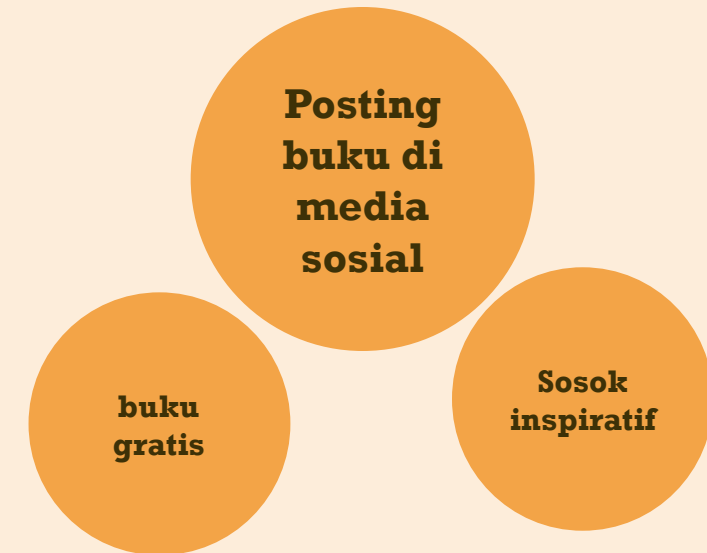 Posting
buku di
media
sosial
buku
gratis
Sosok
inspiratif